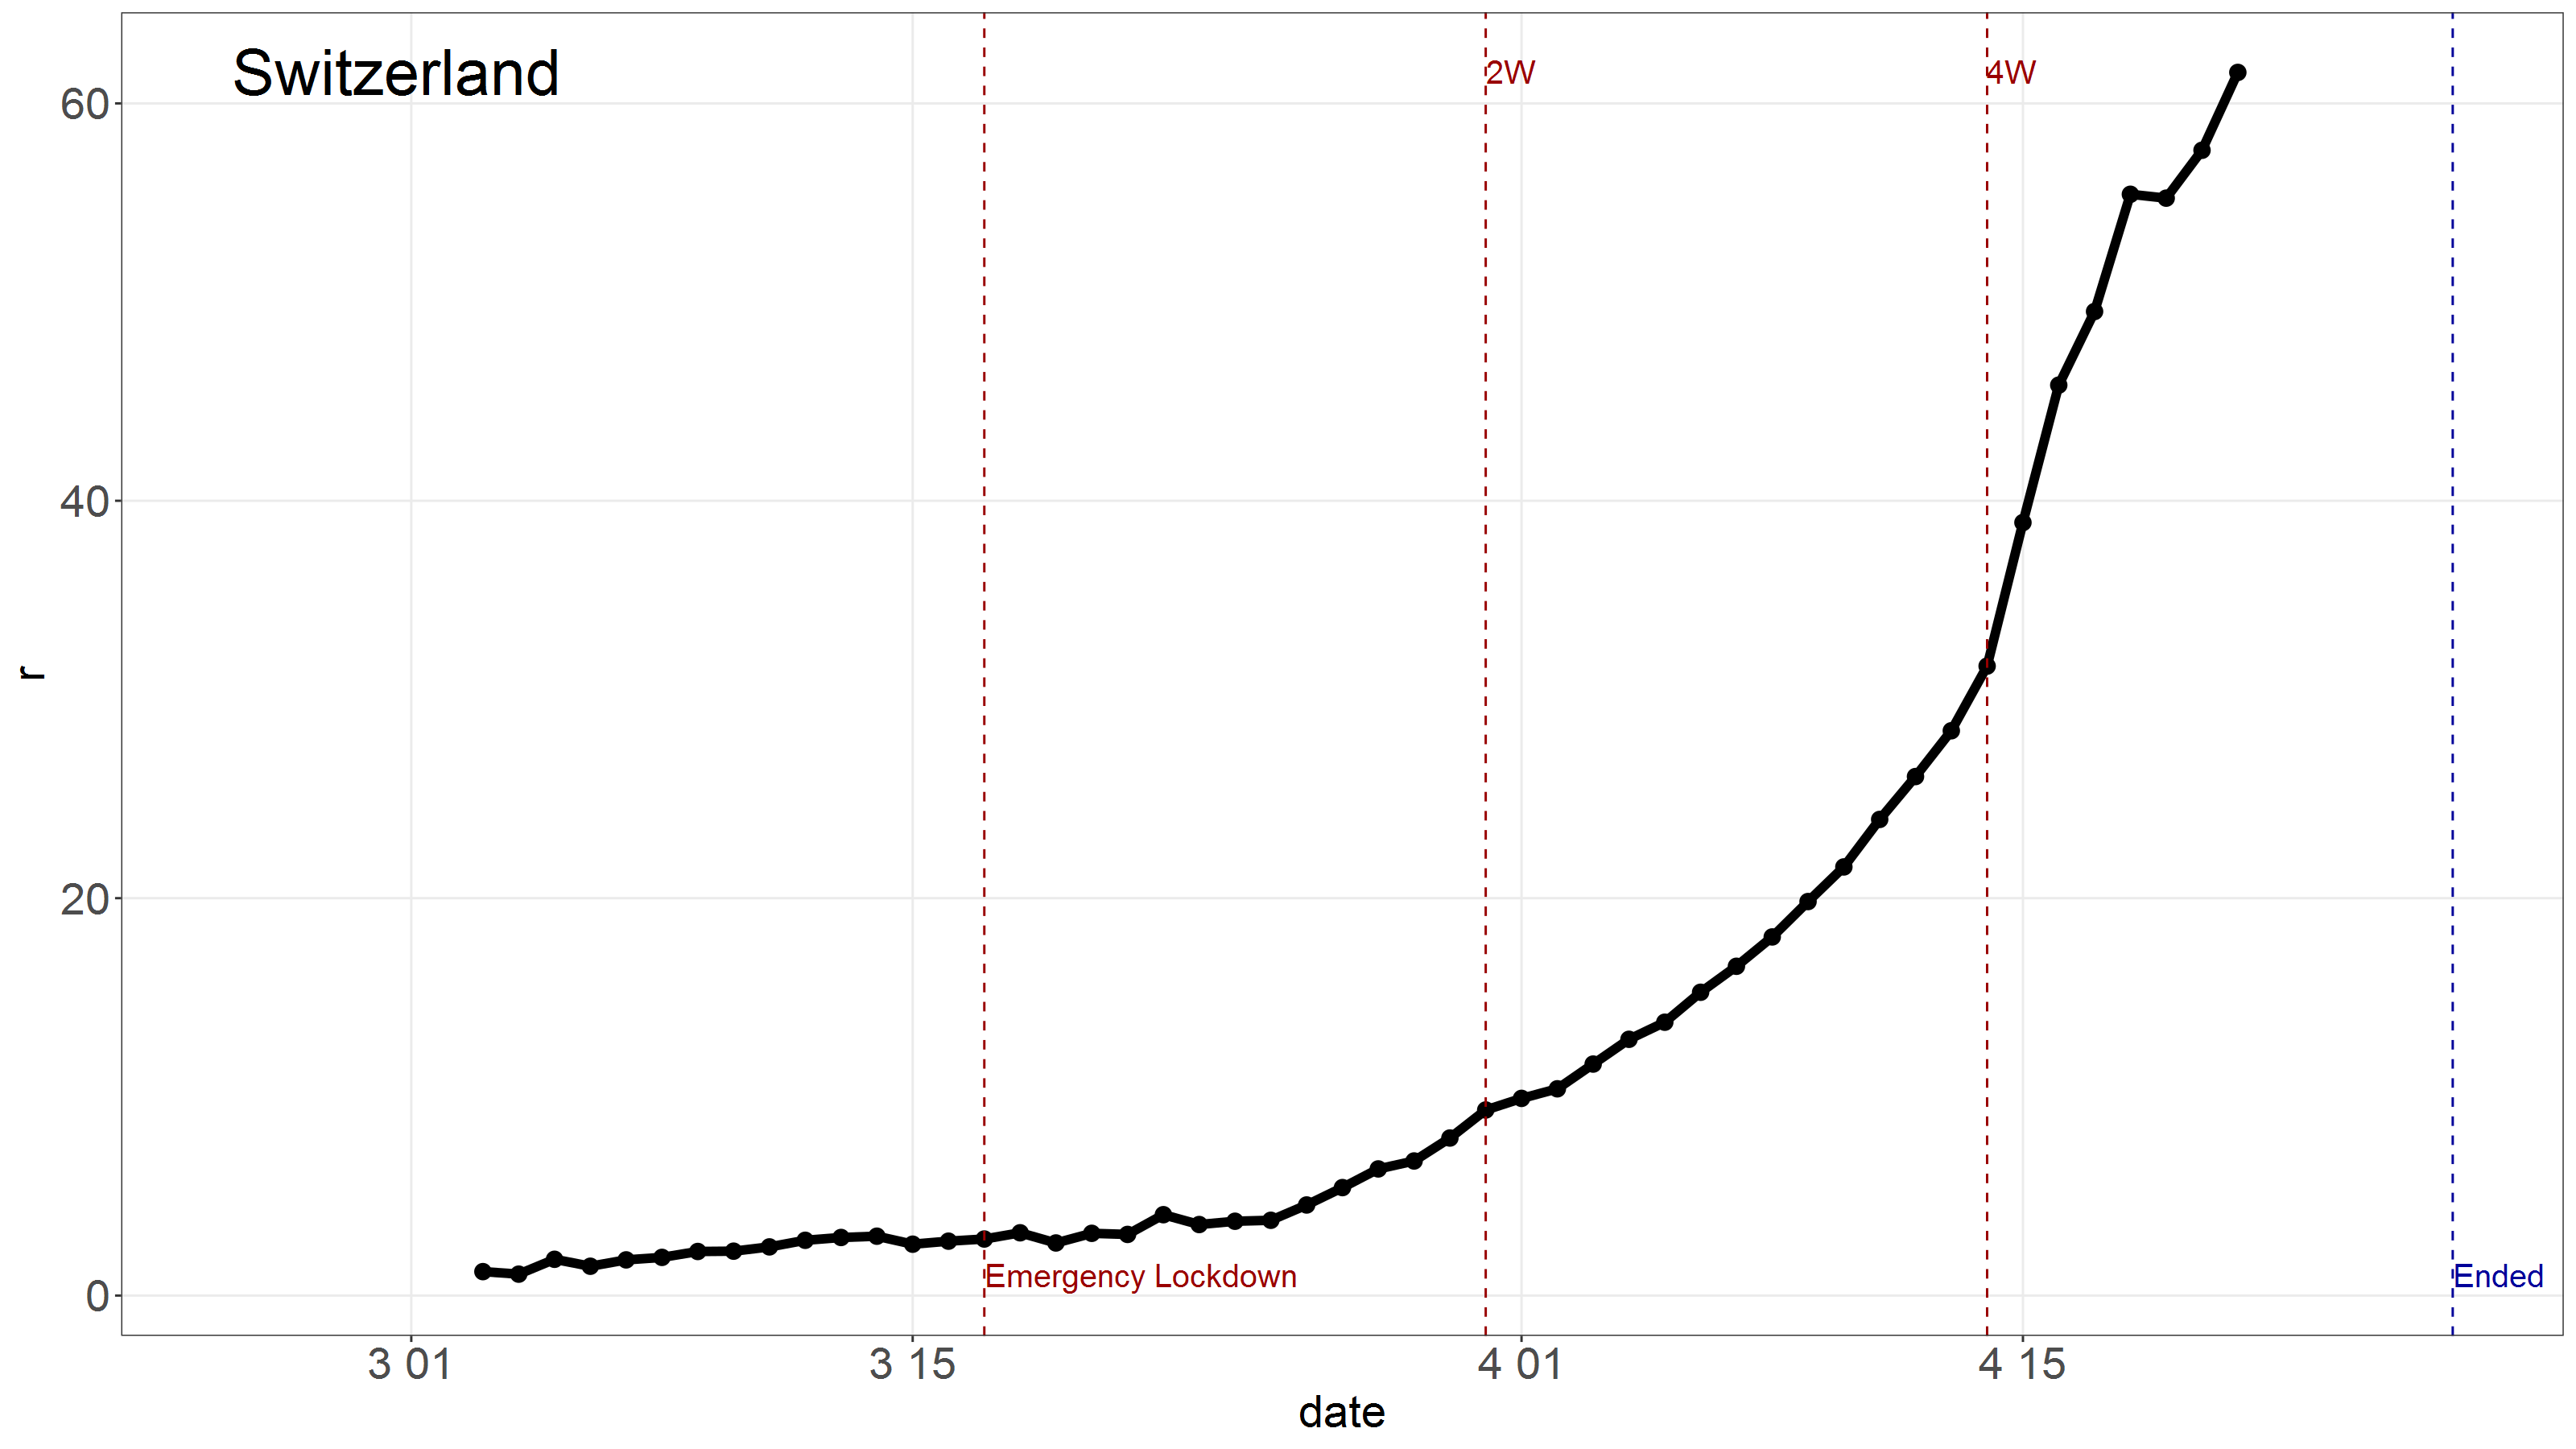 Switzerland
2W
4W
60
40
r
20
Emergency Lockdown
Ended
0
3 01
3 15
4 01
4 15
date